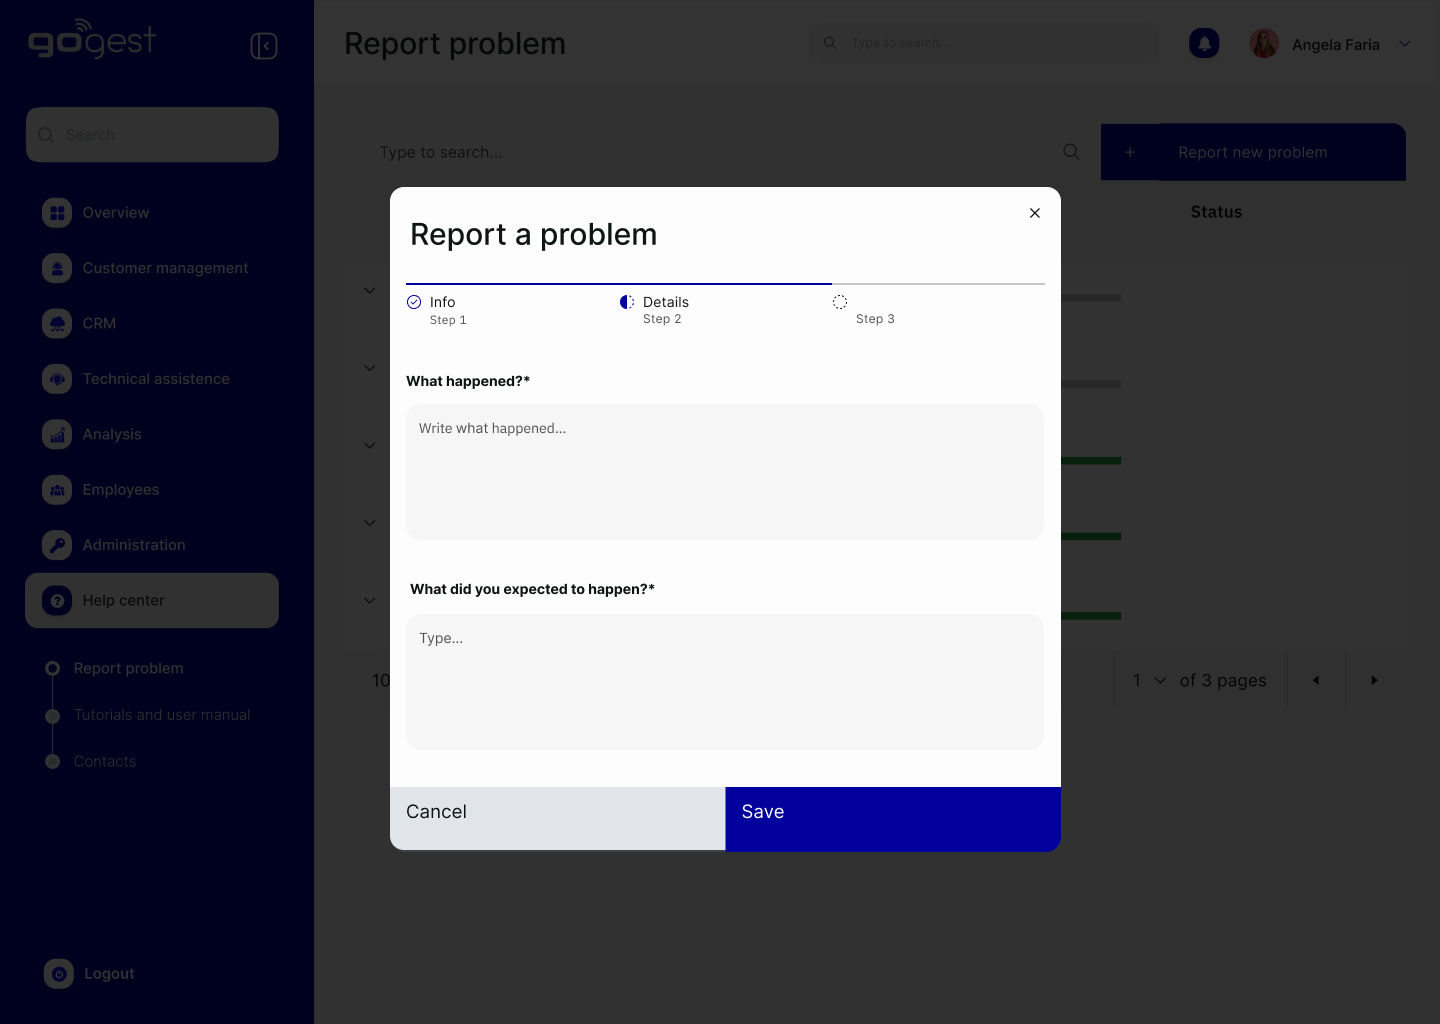 gogest
Report problem
Type to search...
Angela Faria
Search
Type to search...
+ Report new problem
Overview
Customer management
CRM
Technical assistence
Analysis
Employees
Administration
Help center
Report problem
Tutorials and user manual
Contacts
Logout
Status
Report a problem
Info
Step 1
Details
Step 2
Step 3
What happened?*
Write what happened...
What did you expected to happen?*
Type...
Cancel
Save
10
1 of 3 pages